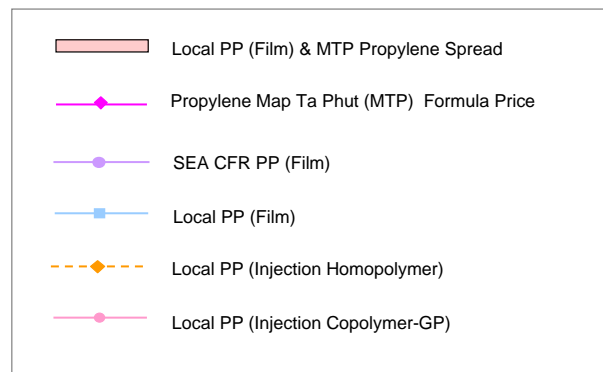 Local PP (Film) & MTP Propylene Spread
Propylene Map Ta Phut (MTP) Formula Price
SEA CFR PP (Film)
Local PP (Film)
Local PP (Injection Homopolymer)
Local PP (Injection Copolymer-GP)